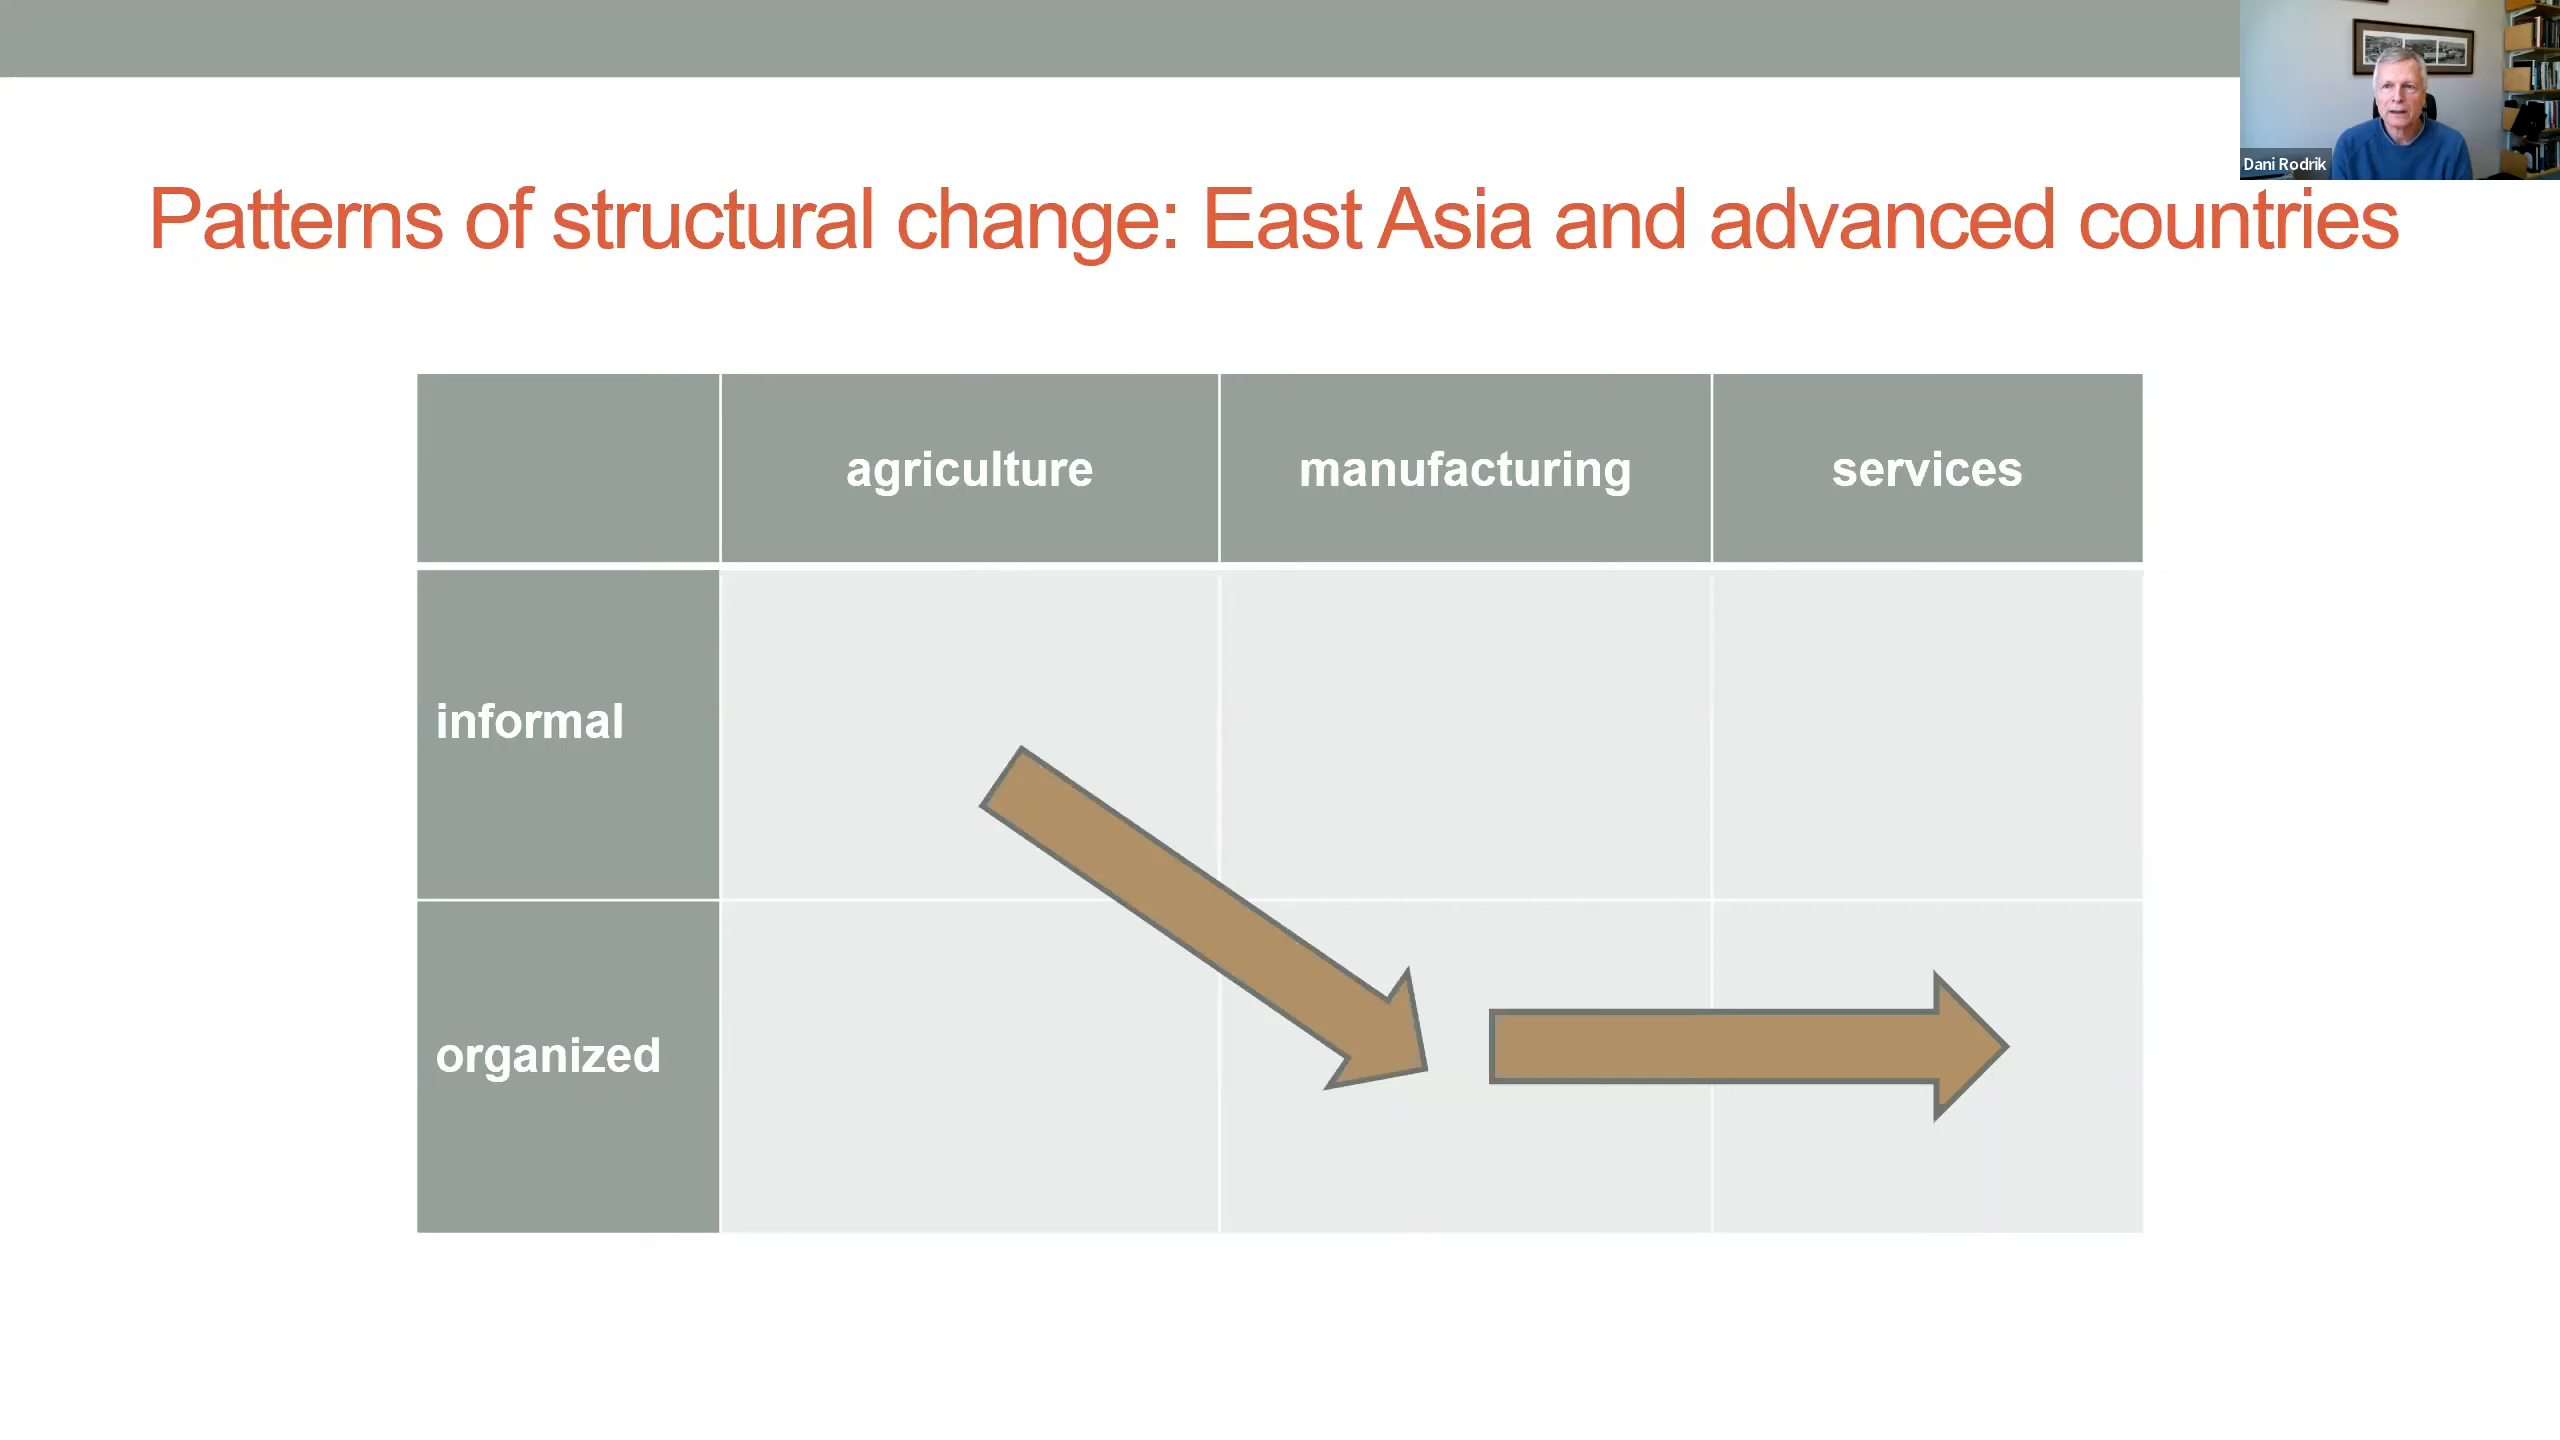 Dani Rodrik
Patterns of structural change: East Asia and advanced countries
agriculture manufacturing services
informal
organized